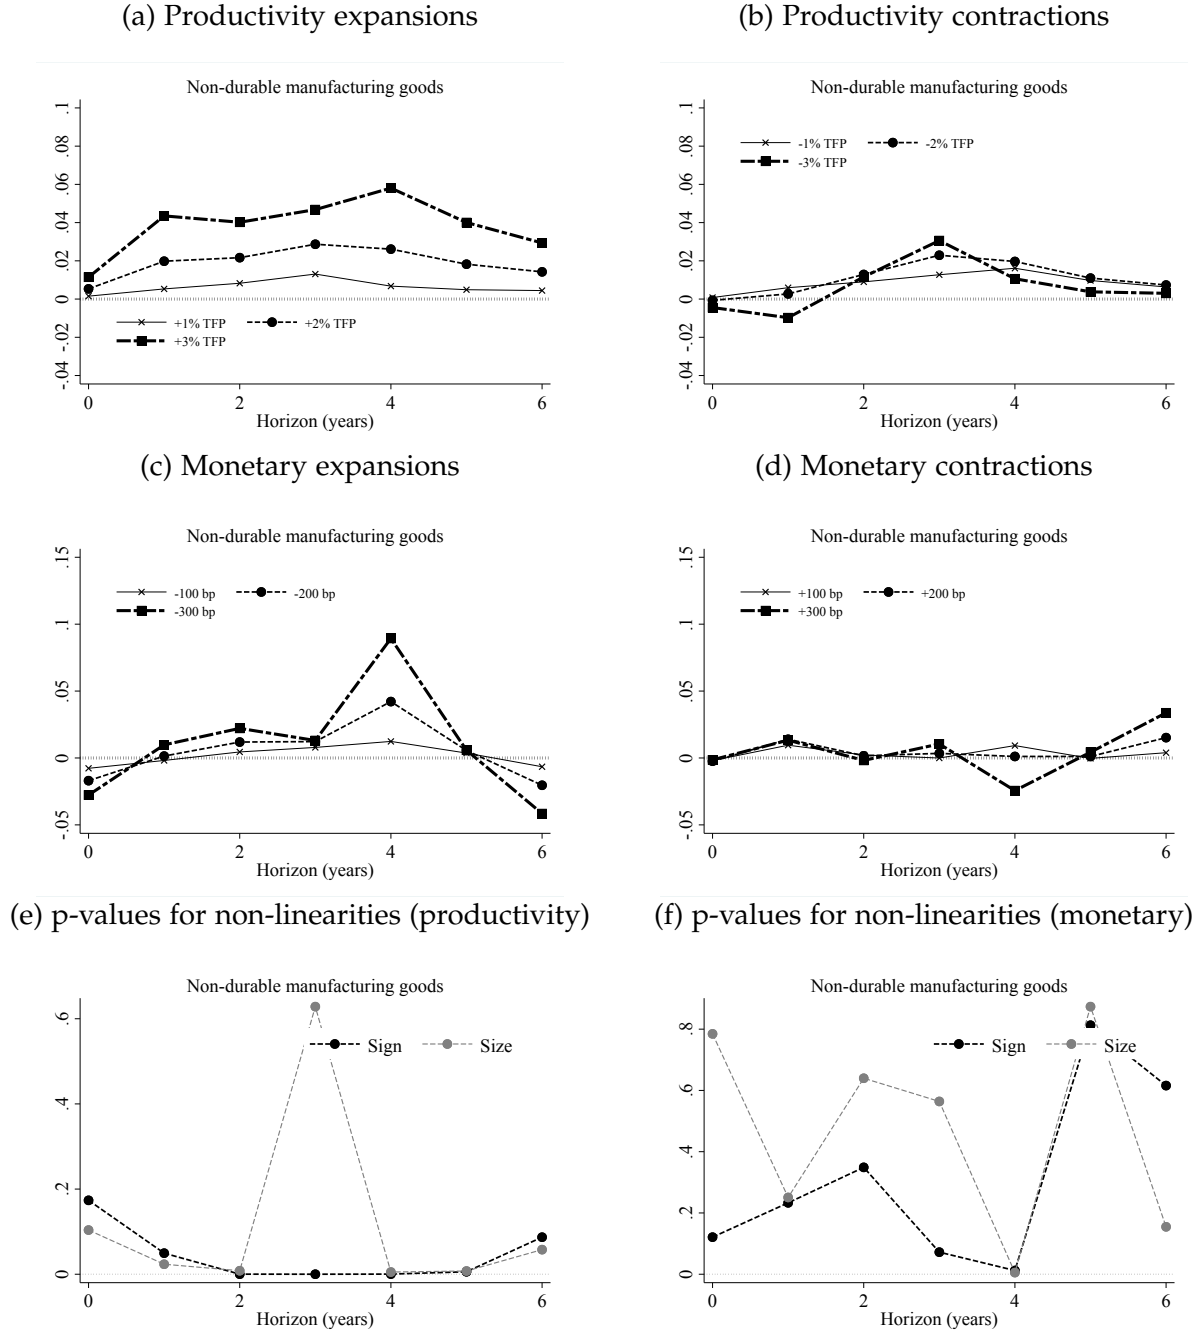 (a) Productivity expansions
(b) Productivity contractions
Non-durable manufacturing goods
.1
.08
.06
.04
.02
0
-.02
-.04
+1% TFP
+2% TFP
+3% TFP
0 2 4 6
Horizon (years)
Non-durable manufacturing goods
.1
.08
.06
.04
.02
0
-.02
-.04
-1% TFP
-2% TFP
-3% TFP
0 2 4 6
Horizon (years)
(c) Monetary expansions
(d) Monetary contractions
Non-durable manufacturing goods
.15
.1
.05
0
-.05
-100 bp
-200 bp
-300 bp
0 2 4 6
Horizon (years)
Non-durable manufacturing goods
.15
.1
.05
0
-.05
+100 bp
+200 bp
+300 bp
0 2 4 6
Horizon (years)
(e) p-values for non-linearities (productivity)
(f) p-values for non-linearities (monetary)
Non-durable manufacturing goods
.6
.4
.2
0
Sign
Size
0 2 4 6
Horizon (years)
Non-durable manufacturing goods
.8
.6
.4
.2
0
Sign
Size
0 2 4 6
Horizon (years)